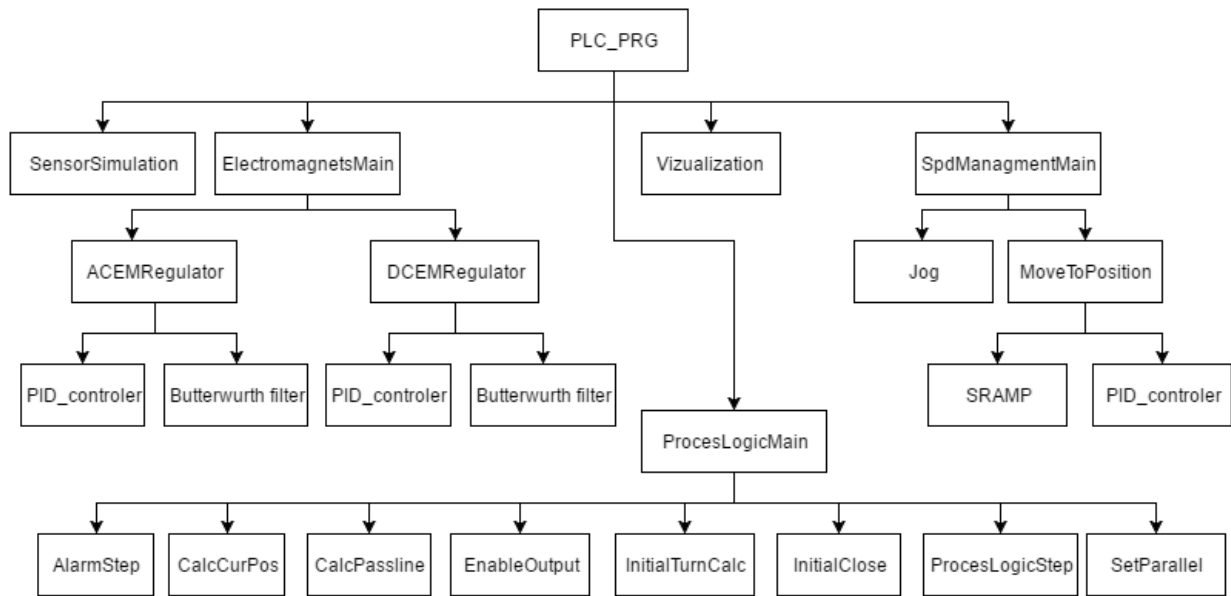 PLC_PRG
SensorSimulation
ElectromagnetsMain
Vizualization
SpdManagmentMain
ACEMRegulator
DCEMRegulator
Jog
MoveToPosition
PID_controler
Butterwurth filter
PID_controler
Butterwurth filter
SRAMP
PID_controler
ProcesLogicMain
AlarmStep
CalcCurPos
CalcPassline
EnableOutput
InitialTurnCalc
InitialClose
ProcesLogicStep
SetParallel